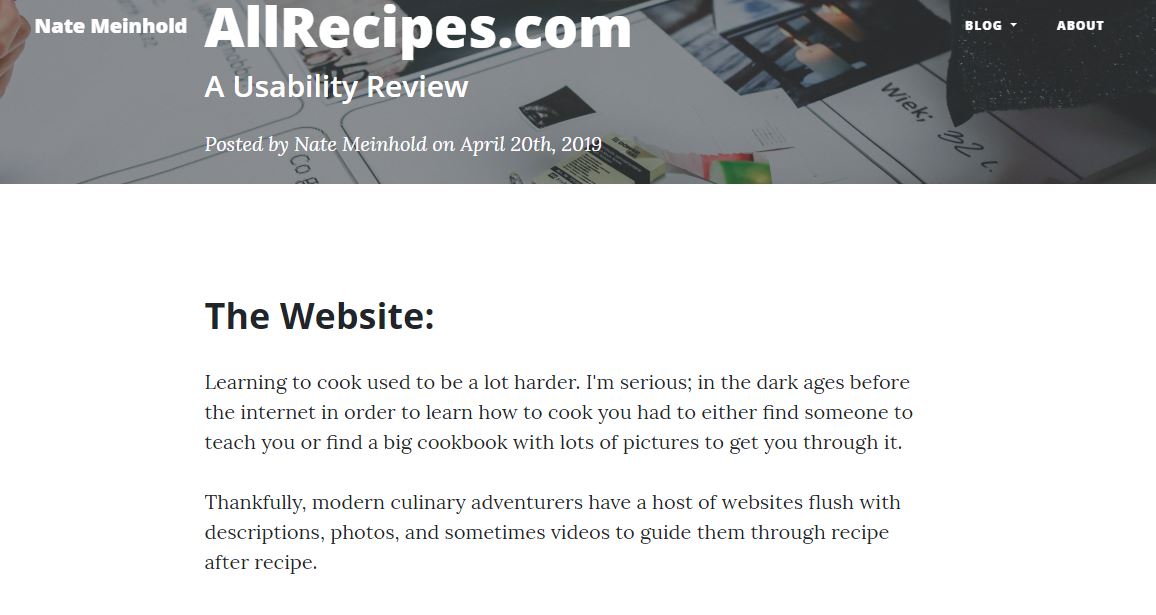 Nate Meinhold
AllRecipes.com
BLOG
ABOUT
A Usability Review
Wiek;
Posted by Nate Meinhold on April 20th, 2019
The Website:
Learning to cook used to be a lot harder. I'm serious; in the dark ages before
the internet in order to learn how to cook you had to either find someone to
teach you or find a big cookbook with lots of pictures to get you through it.
Thankfully, modern culinary adventurers have a host of websites flush with
descriptions, photos, and sometimes videos to guide them through recipe
after recipe.